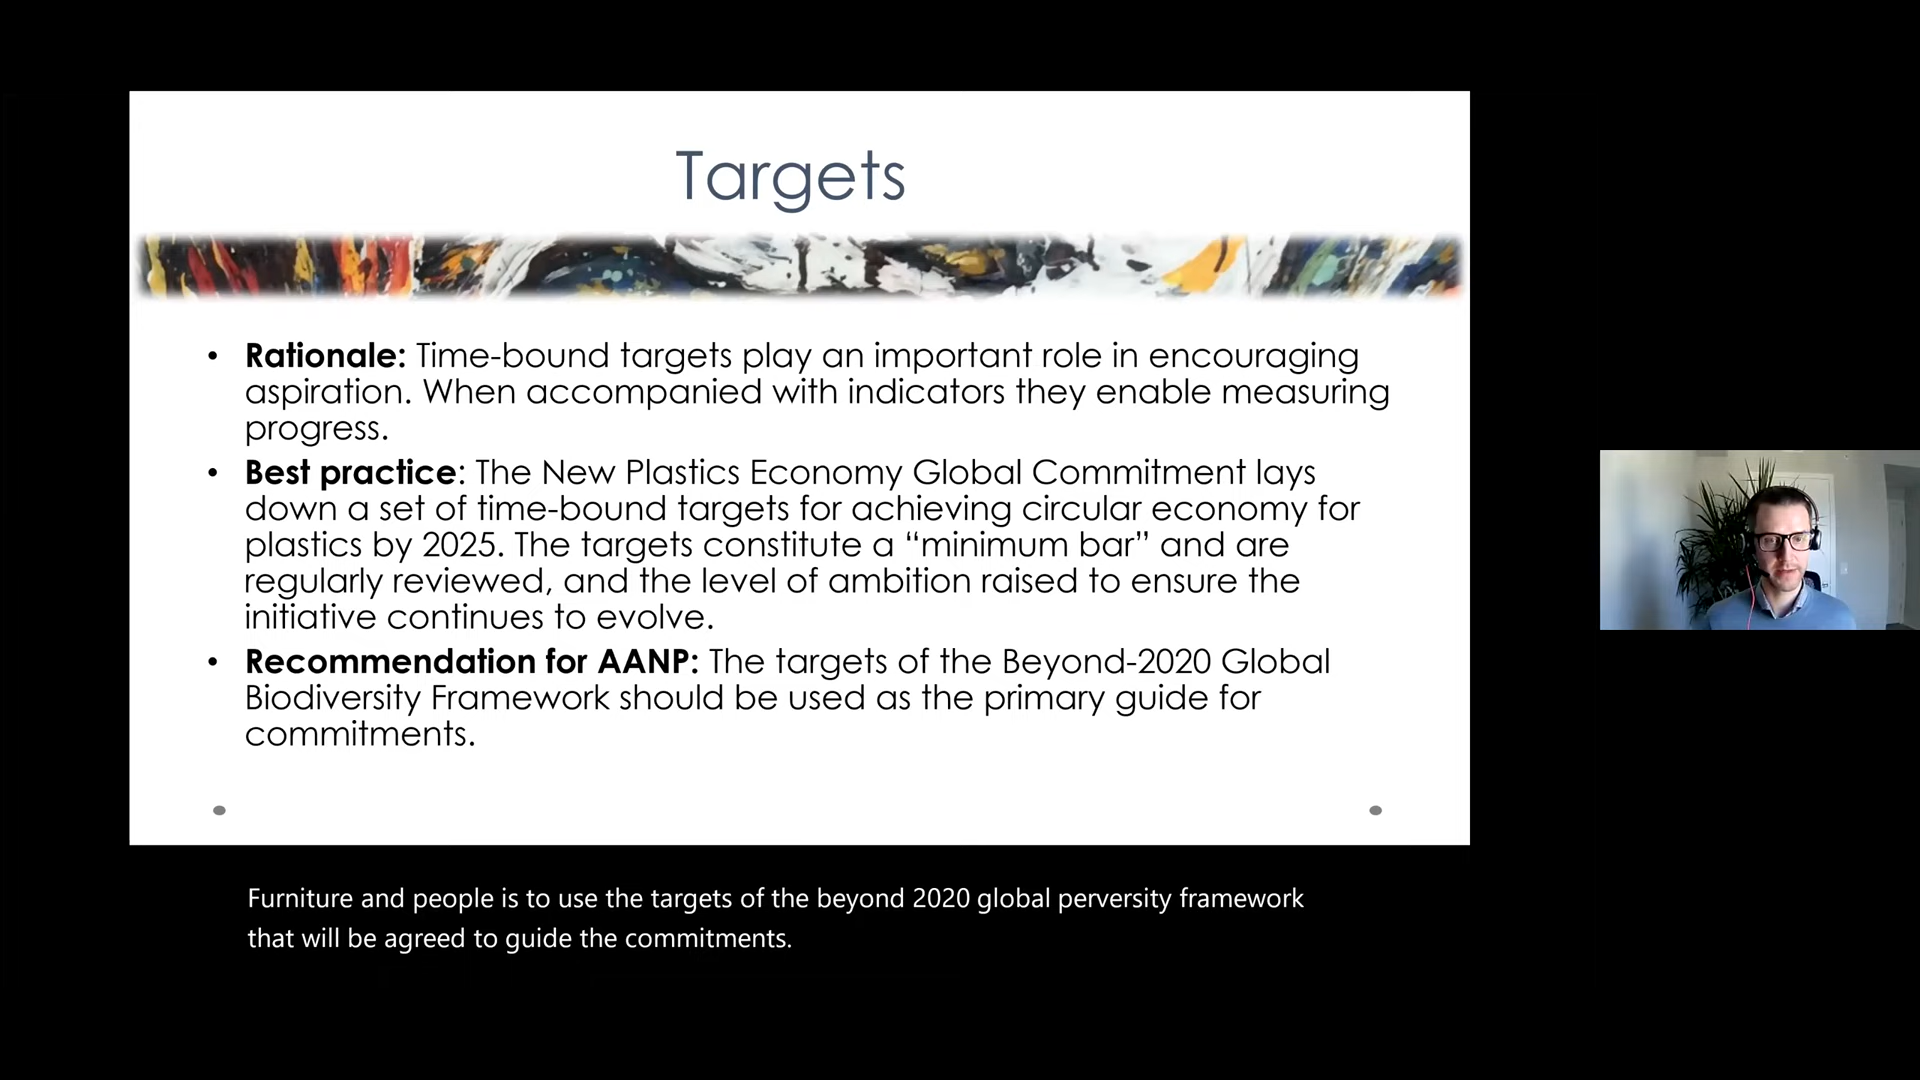 Targets
• Rationale: Time-bound targets play an important role in encouraging
aspiration. When accompanied with indicators they enable measuring
progress.
• Best practice: The New Plastics Economy Global Commitment lays
down a set of time-bound targets for achieving circular economy for
plastics by 2025. The targets constitute a “minimum bar” and are
regularly reviewed, and the level of ambition raised to ensure the
initiative continues to evolve.
• Recommendation for AANP: The targets of the Beyond-2020 Global
Biodiversity Framework should be used as the primary guide for
commitments.
Furniture and people is to use the targets of the beyond 2020 global perversity framework
that will be agreed to guide the commitments.